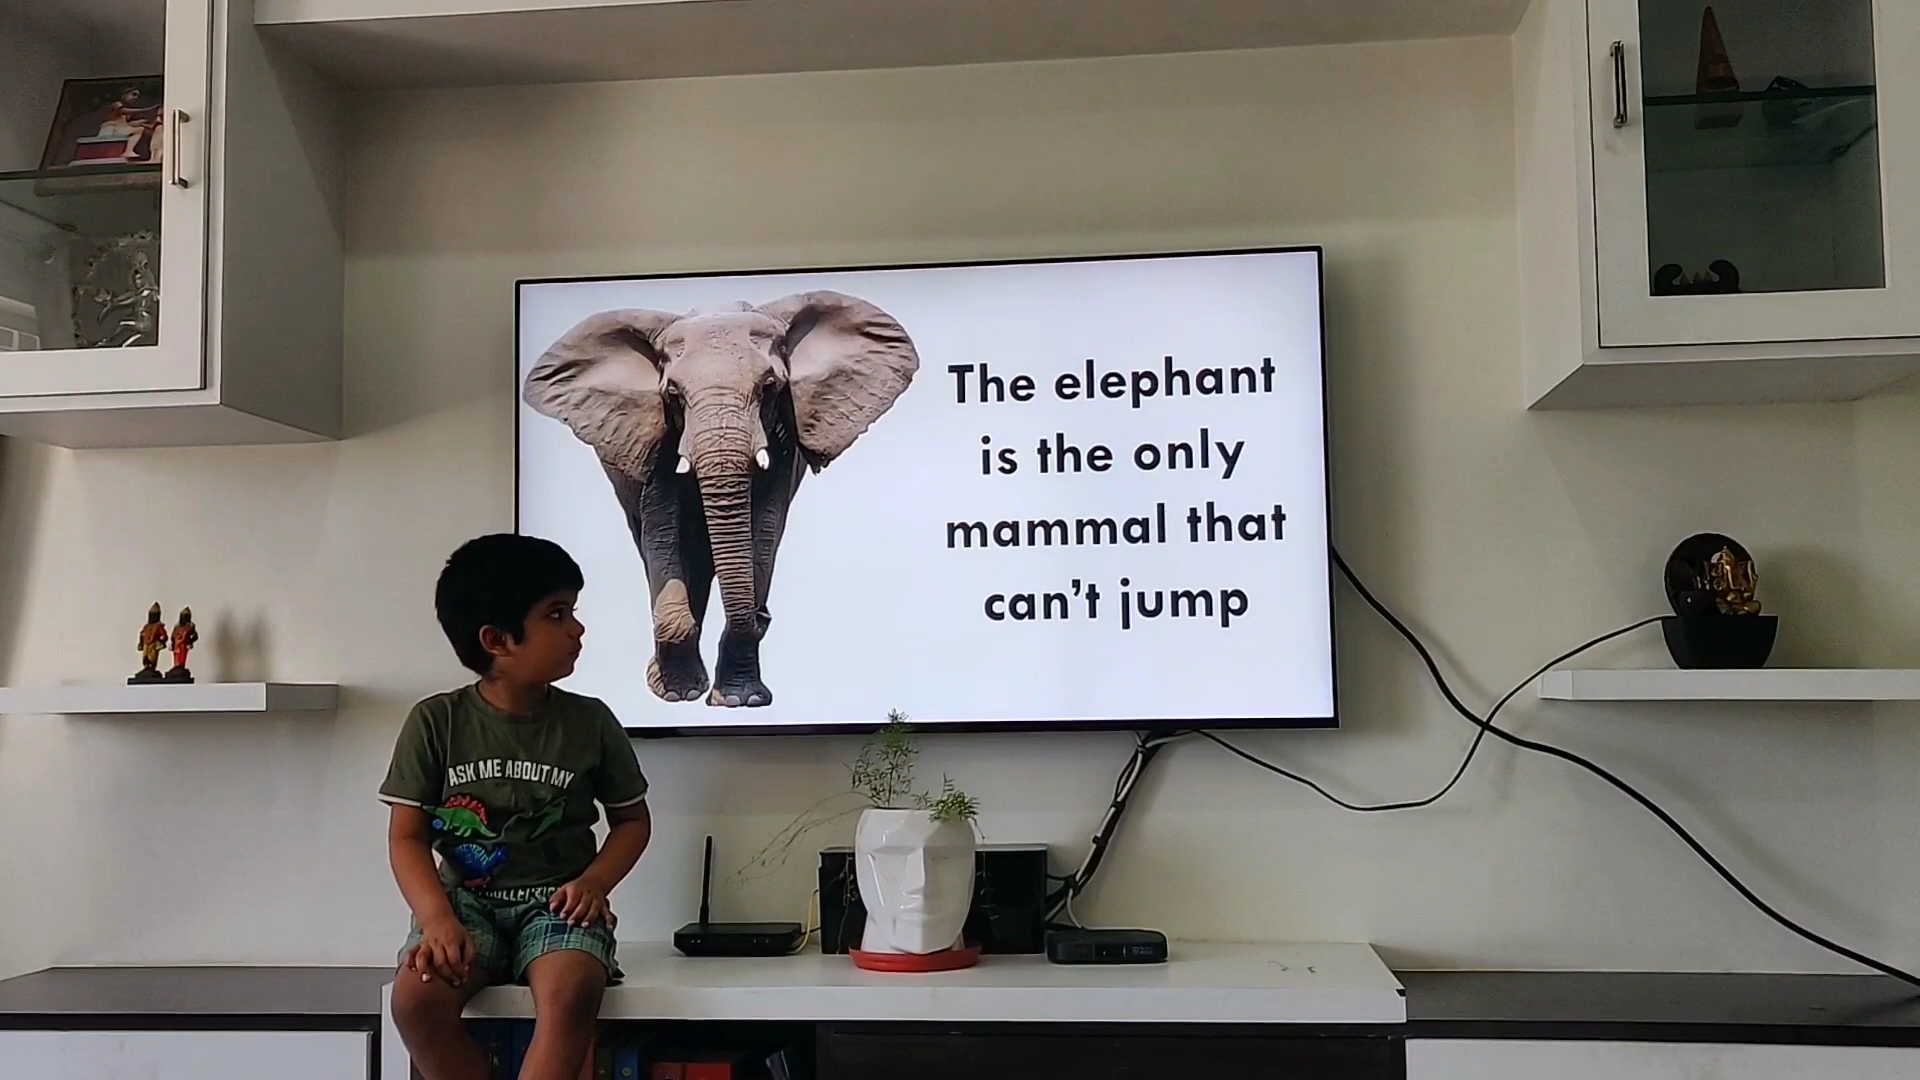 The elephant
is the only
mammal that
can't jump
ASK ME ABOUT MY